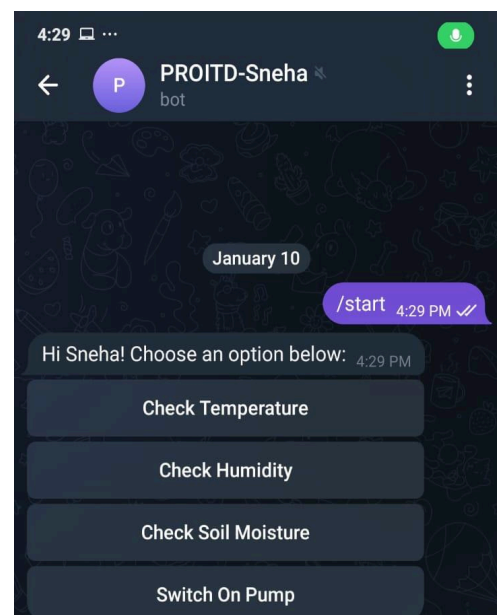 4:29
P
PROITD-Sneha
bot
January 10
/start 4:29 PM
Hi Sneha! Choose an option below: 4:29 PM
Check Temperature
Check Humidity
Check Soil Moisture
Switch On Pump